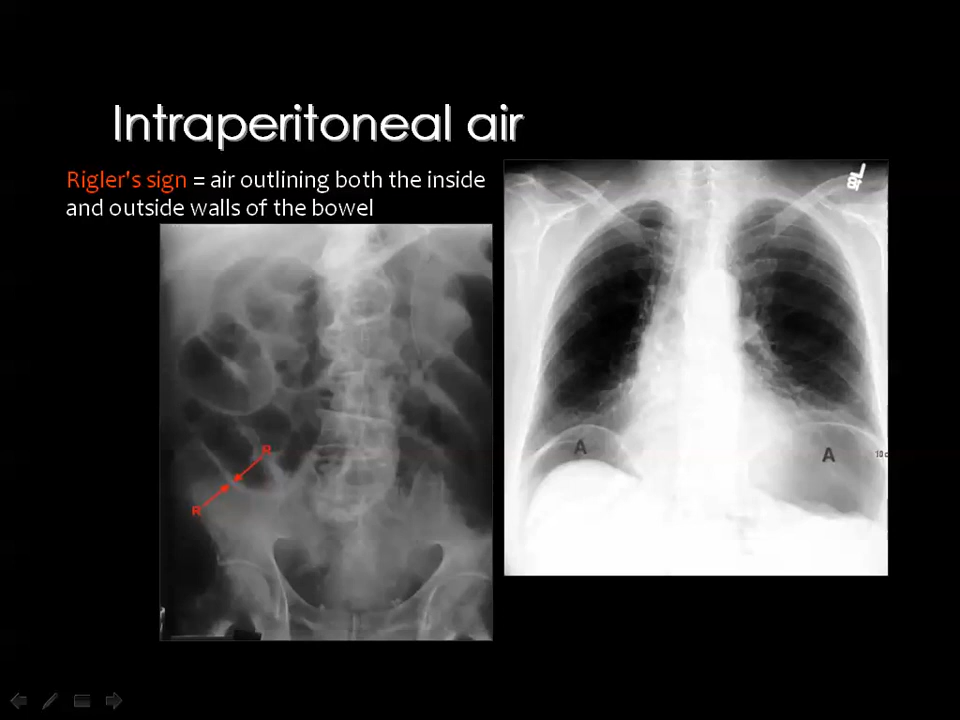 Intraperitoneal air
Rigler's sign = air outlining both the inside
and outside walls of the bowel
R
R
A
A